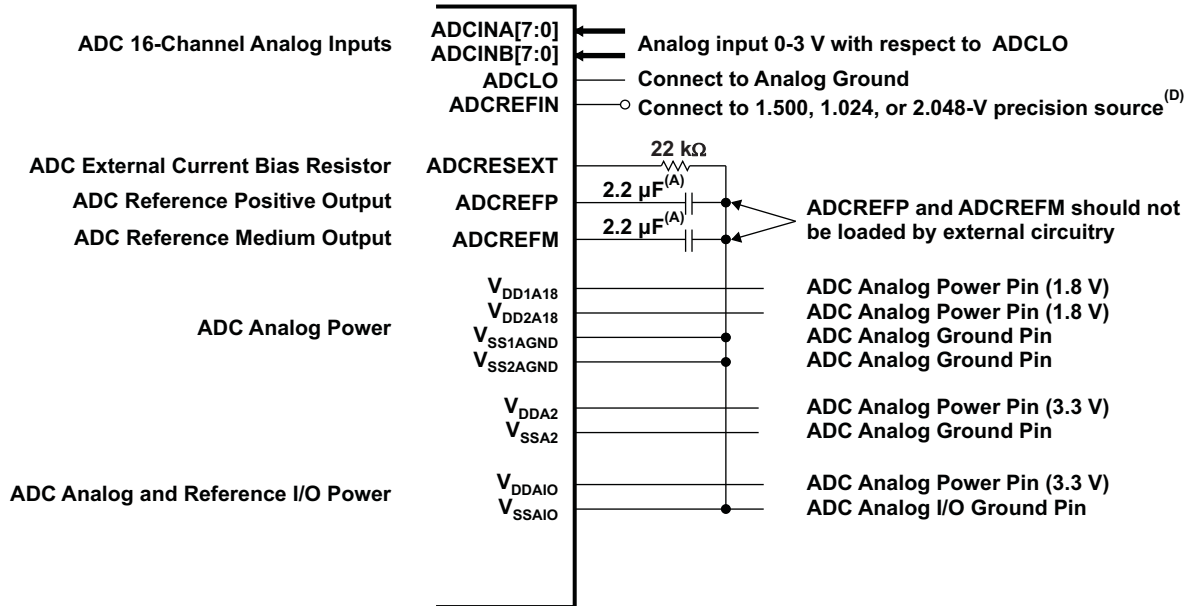 ADC 16-Channel Analog Inputs
ADCINA[7:0]
ADCINB[7:0]
Analog input 0-3 V with respect to ADCLO
ADCLO
Connect to Analog Ground
ADCREFIN
Connect to 1.500, 1.024, or 2.048-V precision source(D)
ADC External Current Bias Resistor
ADCRESEXT
22 kΩ
ADC Reference Positive Output
ADCREFP
2.2 µF(A)
ADC Reference Medium Output
ADCREFM
2.2 µF(A)
ADCREFP and ADCREFM should not
be loaded by external circuitry
ADC Analog Power
VDD1A18
ADC Analog Power Pin (1.8 V)
VDD2A18
ADC Analog Power Pin (1.8 V)
VSS1AGND
ADC Analog Ground Pin
VSS2AGND
ADC Analog Ground Pin
VDDA2
ADC Analog Power Pin (3.3 V)
VSSA2
ADC Analog Ground Pin
ADC Analog and Reference I/O Power
VDDAIO
ADC Analog Power Pin (3.3 V)
VSSAIO
ADC Analog I/O Ground Pin